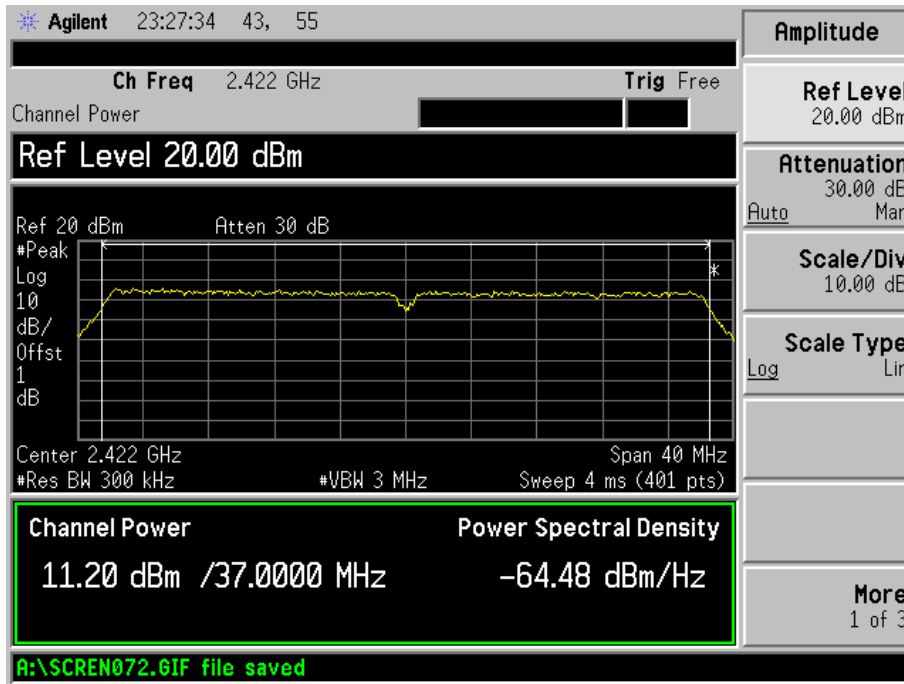 Agilent 23:27:34 43, 55
Ch Freq 2.422 GHz Trig Free
Channel Power
Ref Level 20.00 dBm
Ref 20 dBm Atten 30 dB
#Peak
Log
10
dB/
Offst
1
dB
*
Center 2.422 GHz Span 40 MHz
#Res BW 300 kHz #VBW 3 MHz Sweep 4 ms (401 pts)
Channel Power Power Spectral Density
11.20 dBm /37.0000 MHz -64.48 dBm/Hz
A:\SCREN072.GIF file saved
Amplitude
Ref Level
20.00 dBm
Attenuation
30.00 dB
Auto Man
Scale/Div
10.00 dB
Scale Type
Log Lin
More
1 of 3